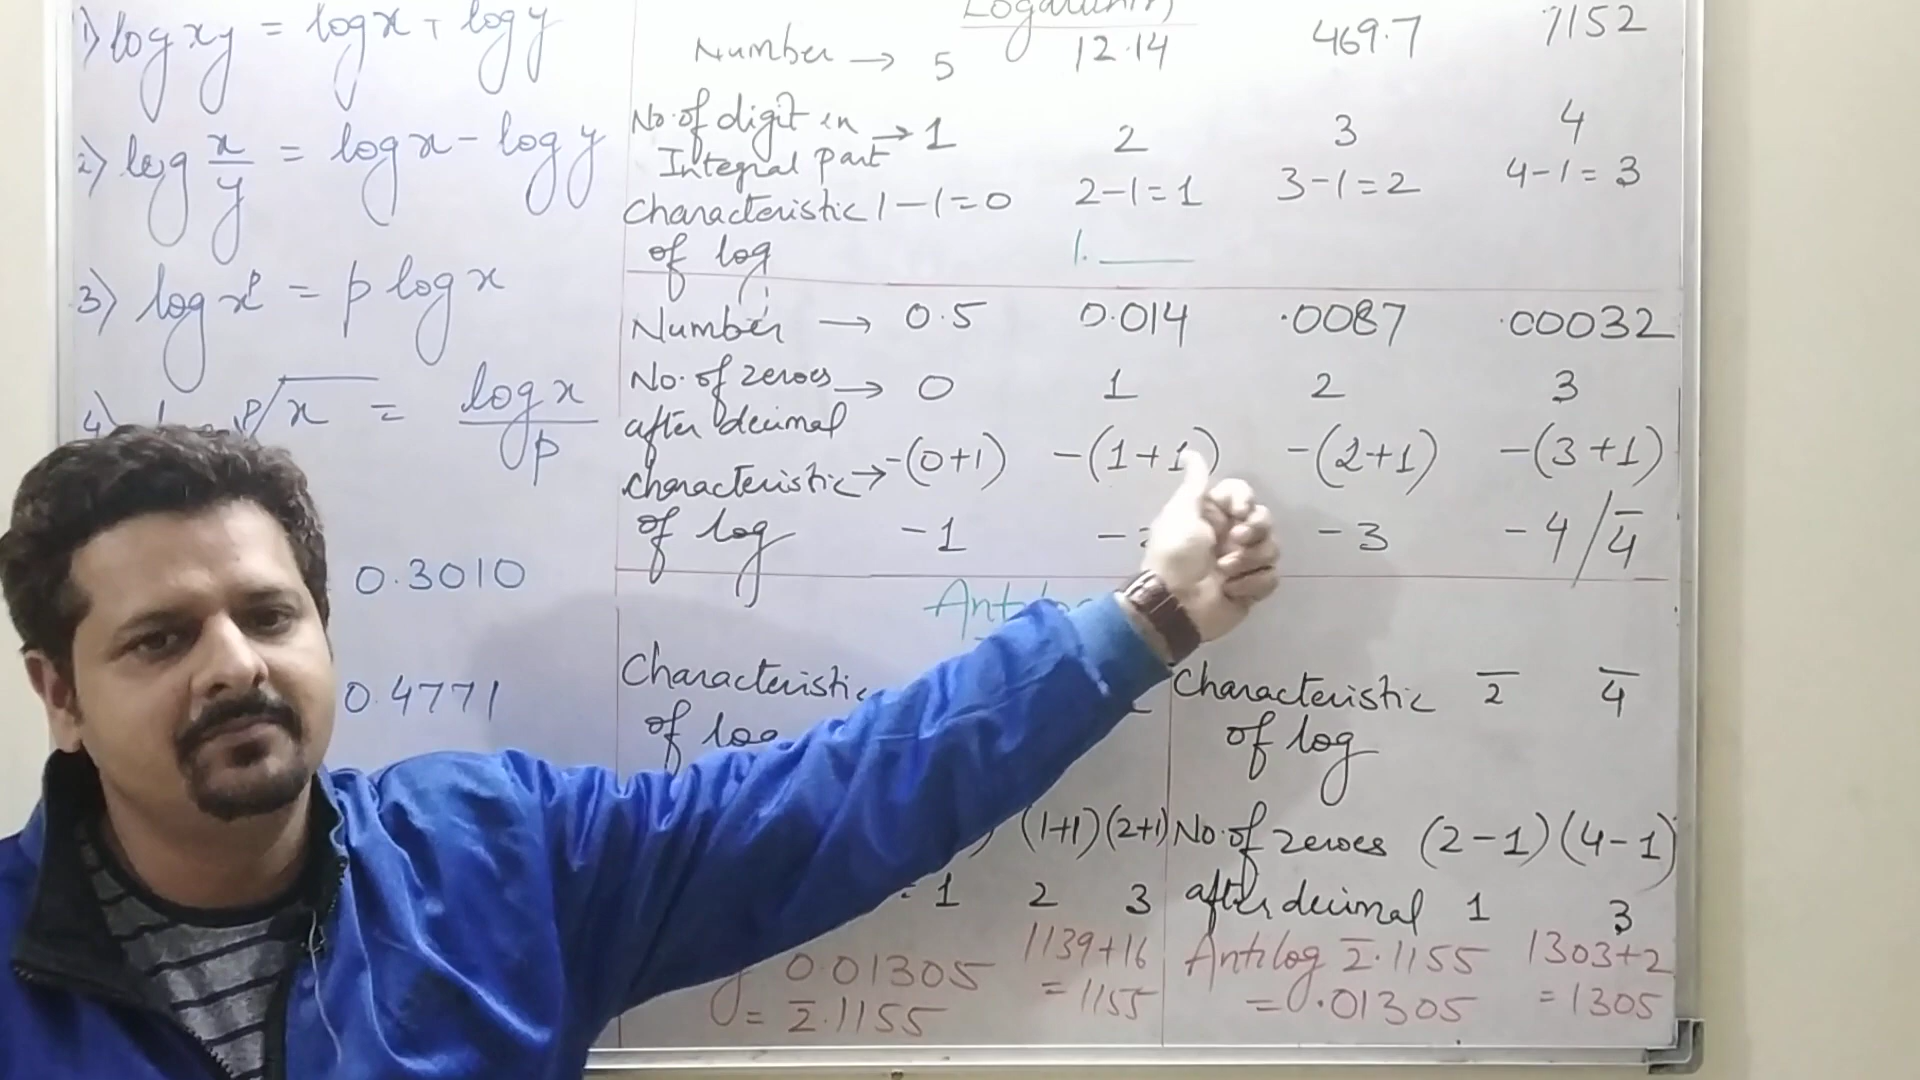 1) log xy = log x + log y
2) log x/y = log x - log y
3) log xᵖ = p log x
ᵖ√x = log x / p
0.3010
0.4771
Logarithm
Number → 5 12.14 469.7 7152
No. of digit in Integral part → 1 2 3 4
Characteristic of log 1-1=0 2-1=1 3-1=2 4-1=3
1.
Number → 0.5 0.014 .0087 .00032
No. of zeroes after decimal → 0 1 2 3
Characteristic → -(0+1) -(1+1) -(2+1) -(3+1)
of log -1 -3 -4/4̅
Characteristic
of log
(1+1) (2+1)
1 2 3
0.01305 1139+16
= 2̅.1155 = 1155
Characteristic 2̅ 4̅
of log
No. of zeroes (2-1) (4-1)
after decimal 1 3
Antilog 2̅.1155 1303+2
= 0.01305 = 1305